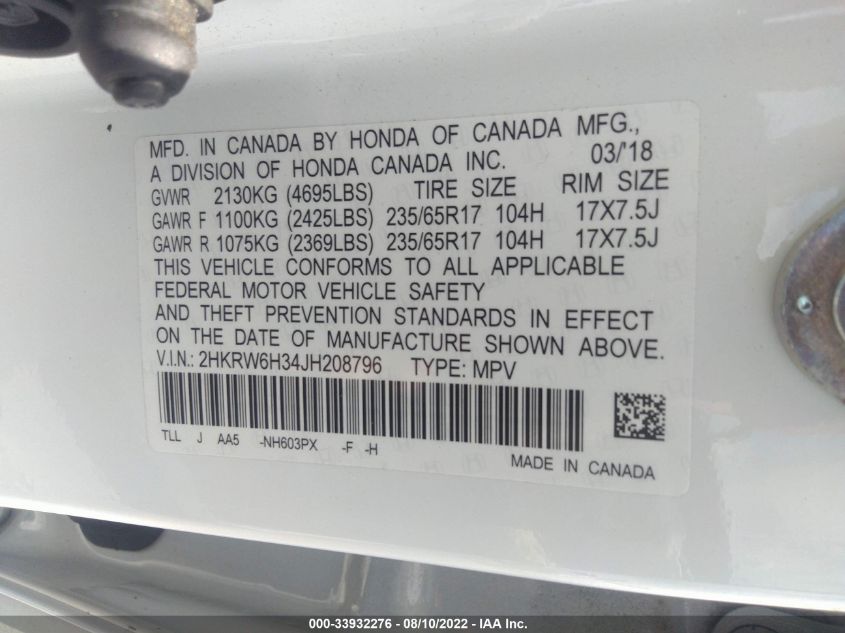 MFD. IN CANADA BY HONDA OF CANADA MFG.,
A DIVISION OF HONDA CANADA INC. 03/'18
GVWR 2130KG (4695LBS) TIRE SIZE RIM SIZE
GAWR F 1100KG (2425LBS) 235/65R17 104H 17X7.5J
GAWR R 1075KG (2369LBS) 235/65R17 104H 17X7.5J
THIS VEHICLE CONFORMS TO ALL APPLICABLE
FEDERAL MOTOR VEHICLE SAFETY
AND THEFT PREVENTION STANDARDS IN EFFECT
ON THE DATE OF MANUFACTURE SHOWN ABOVE.
V.I.N.: 2HKRW6H34JH208796 TYPE: MPV
TLL J AA5 -NH603PX -F -H
MADE IN CANADA
000-33932276 - 08/10/2022 - IAA Inc.